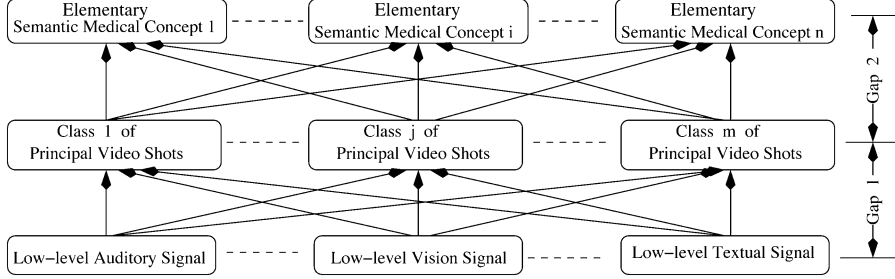 Elementary
Semantic Medical Concept 1
Elementary
Semantic Medical Concept i
Elementary
Semantic Medical Concept n
Gap 2
Class 1 of
Principal Video Shots
Class j of
Principal Video Shots
Class m of
Principal Video Shots
Gap 1
Low-level Auditory Signal
Low-level Vision Signal
Low-level Textual Signal